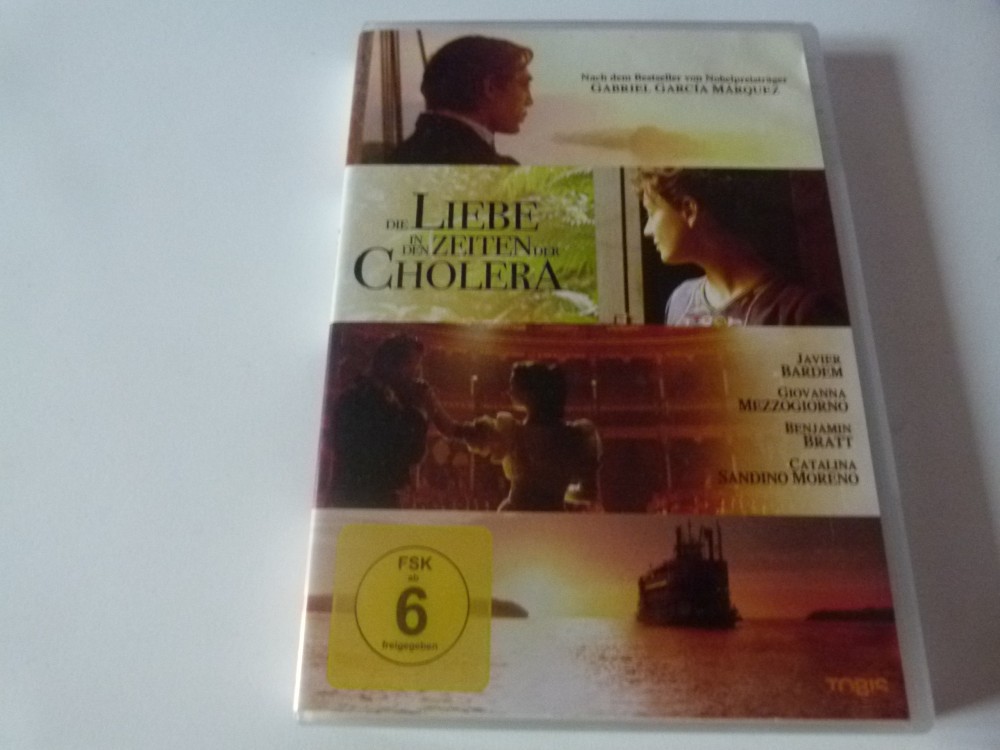 Nach dem Bestseller von Nobelpreisträger
GABRIEL GARCÍA MÁRQUEZ
DIE LIEBE
IN DEN ZEITEN DER
CHOLERA
JAVIER
BARDEM
GIOVANNA
MEZZOGIORNO
BENJAMIN
BRATT
CATALINA
SANDINO MORENO
FSK
ab
6
freigegeben
TOBIS